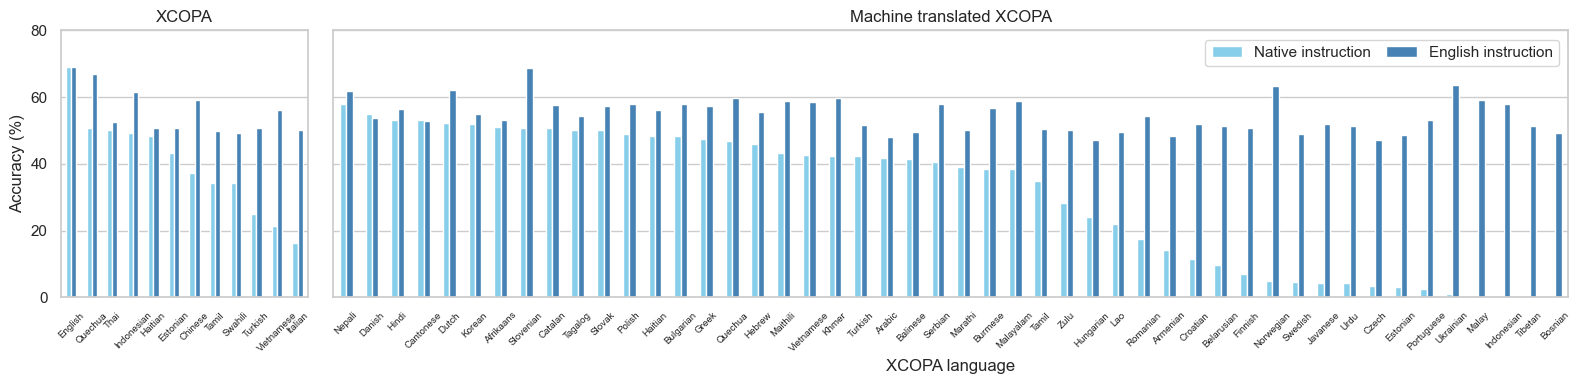 XCOPA
Machine translated XCOPA
Native instruction
English instruction
Accuracy (%)
80
60
40
20
0
English
Quechua
Thai
Indonesian
Haitian
Estonian
Chinese
Tamil
Swahili
Turkish
Vietnamese
Italian
Nepali
Danish
Hindi
Cantonese
Dutch
Korean
Afrikaans
Slovenian
Catalan
Tagalog
Slovak
Polish
Haitian
Bulgarian
Greek
Quechua
Hebrew
Maithili
Vietnamese
Khmer
Turkish
Arabic
Balinese
Serbian
Marathi
Burmese
Malayalam
Tamil
Zulu
Hungarian
Lao
Romanian
Armenian
Croatian
Belarusian
Finnish
Norwegian
Swedish
Javanese
Urdu
Czech
Estonian
Portuguese
Ukrainian
Malay
Indonesian
Tibetan
Bosnian
XCOPA language